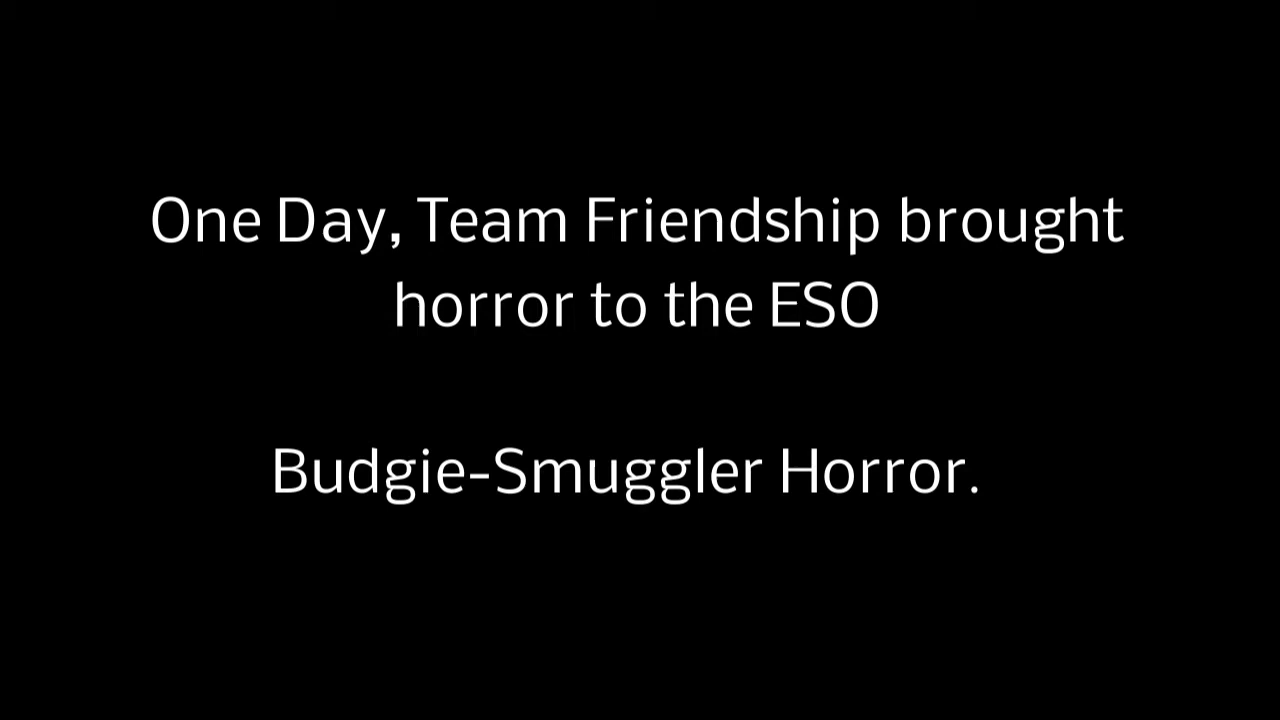 One Day, Team Friendship brought
horror to the ESO
Budgie-Smuggler Horror.